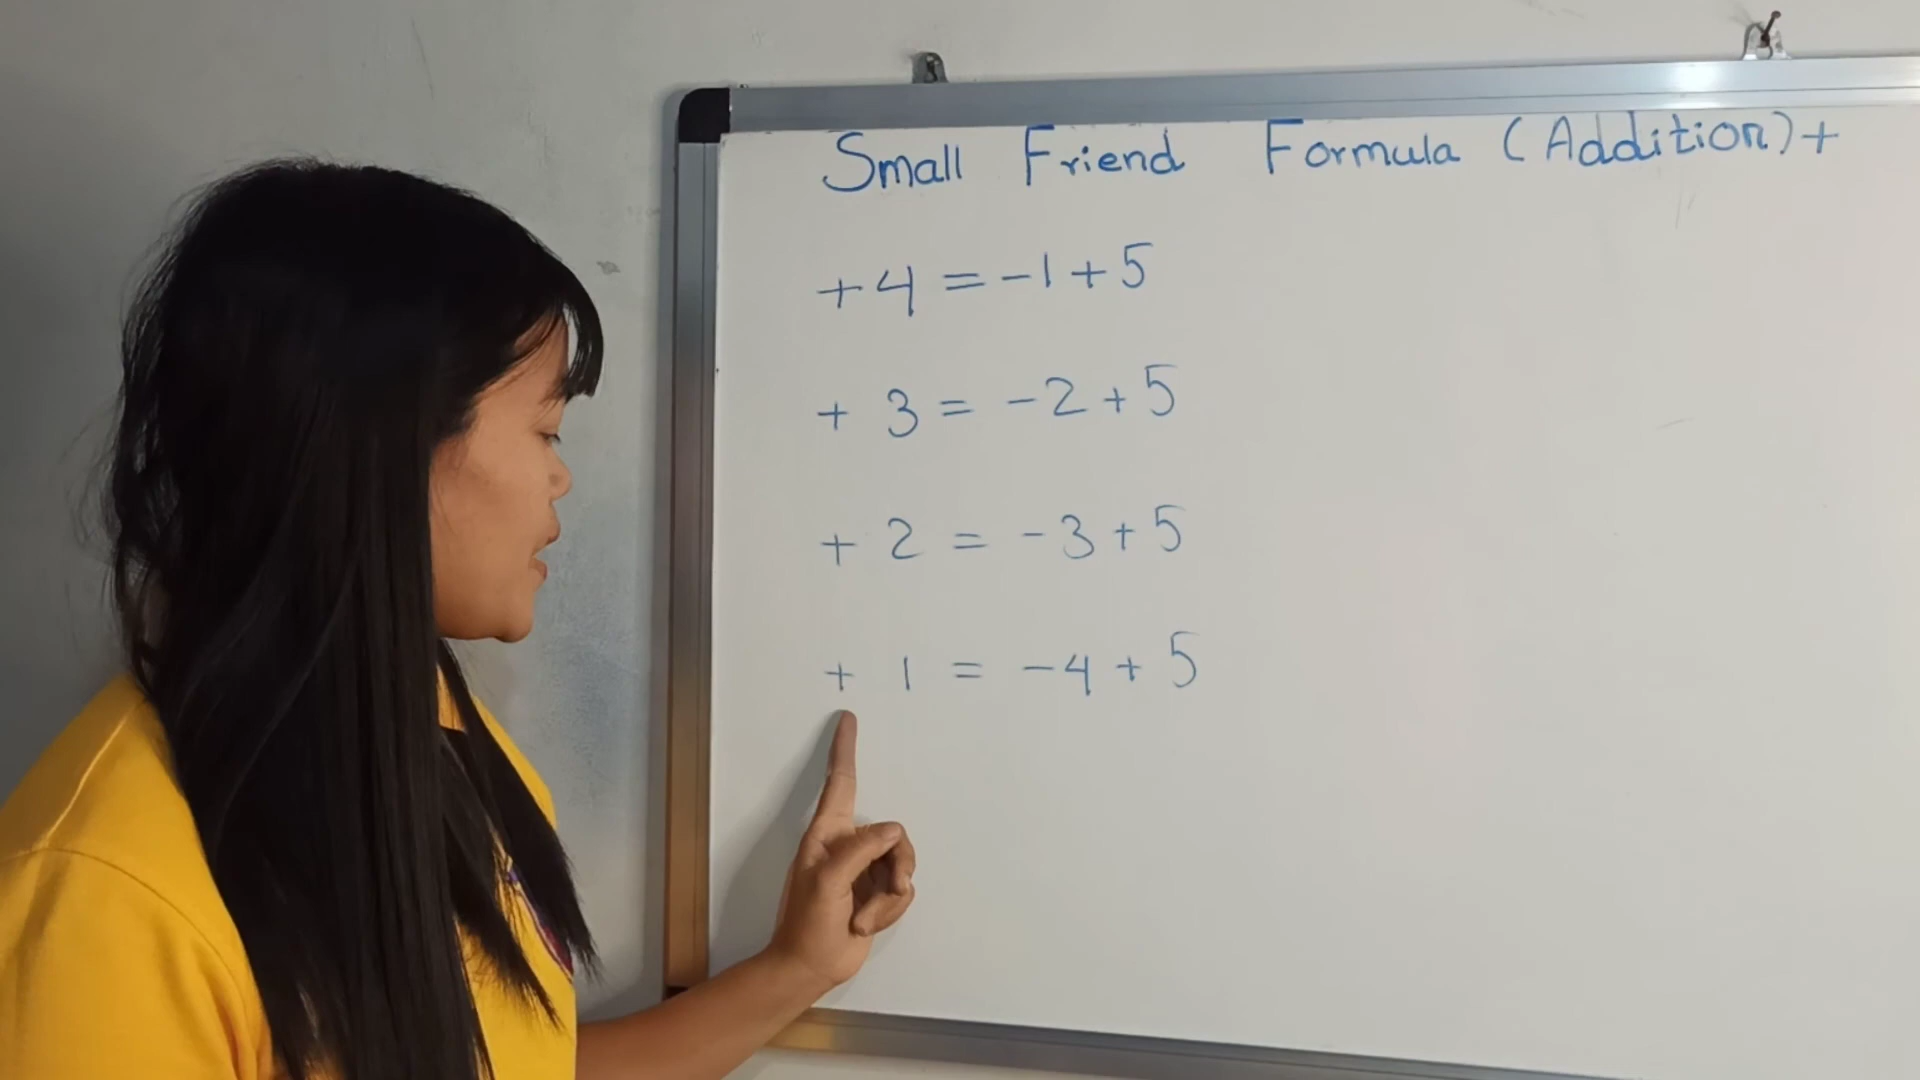 Small Friend Formula (Addition)+
+4 = -1+5
+ 3 = -2+5
+ 2 = -3+5
+ 1 = -4+5